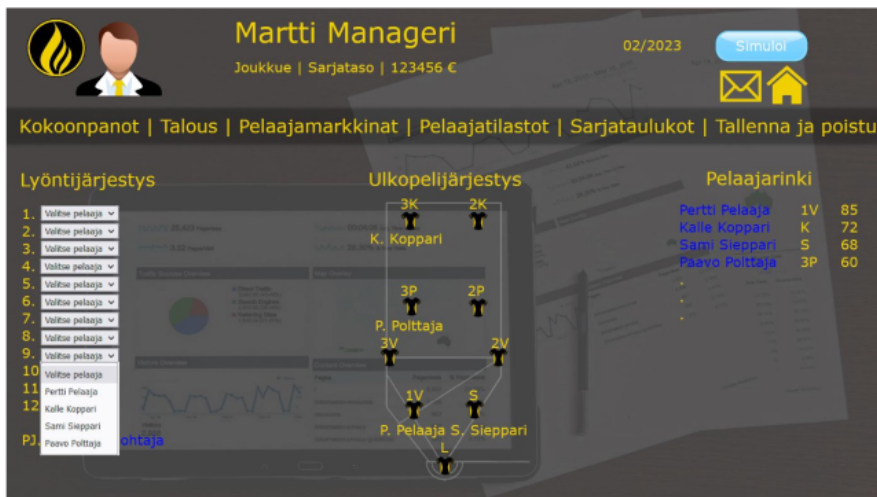 Martti Manageri
Joukkue | Sarjataso | 123456 €
02/2023
Simuloi
Kokoonpanot | Talous | Pelaajamarkkinat | Pelaajatilastot | Sarjataulukot | Tallenna ja poistu
Lyöntijärjestys
1. Valitse pelaaja
2. Valitse pelaaja
3. Valitse pelaaja
4. Valitse pelaaja
5. Valitse pelaaja
6. Valitse pelaaja
7. Valitse pelaaja
8. Valitse pelaaja
9. Valitse pelaaja
10 Valitse pelaaja
11 Pertti Pelaaja
12 Kalle Koppari
Sami Sieppari
PJ. Paavo Polttaja ohtaja
Ulkopelijärjestys
3K 2K
K. Koppari
3P 2P
P. Polttaja
3V 2V
1V S
P. Pelaaja S. Sieppari
L
Pelaajarinki
Pertti Pelaaja 1V 85
Kalle Koppari K 72
Sami Sieppari S 68
Paavo Polttaja 3P 60
.
.
.